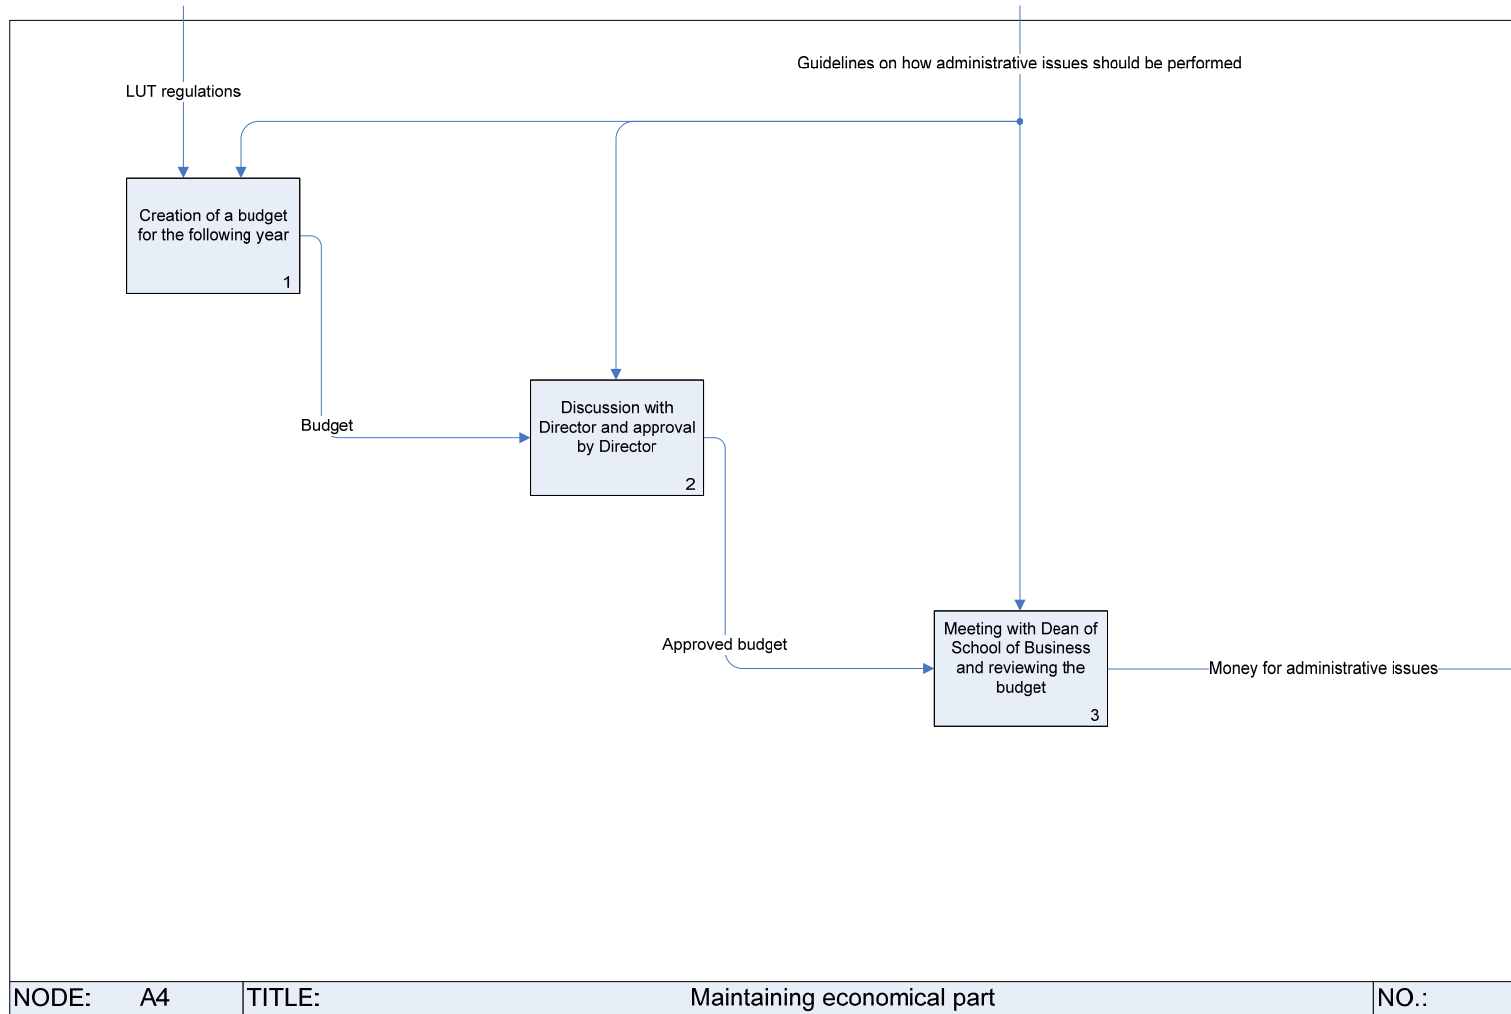 Guidelines on how administrative issues should be performed
LUT regulations
Creation of a budget
for the following year
1
Budget
Discussion with
Director and approval
by Director
2
Approved budget
Meeting with Dean of
School of Business
and reviewing the
budget
3
Money for administrative issues
NODE: A4 TITLE: Maintaining economical part NO.: